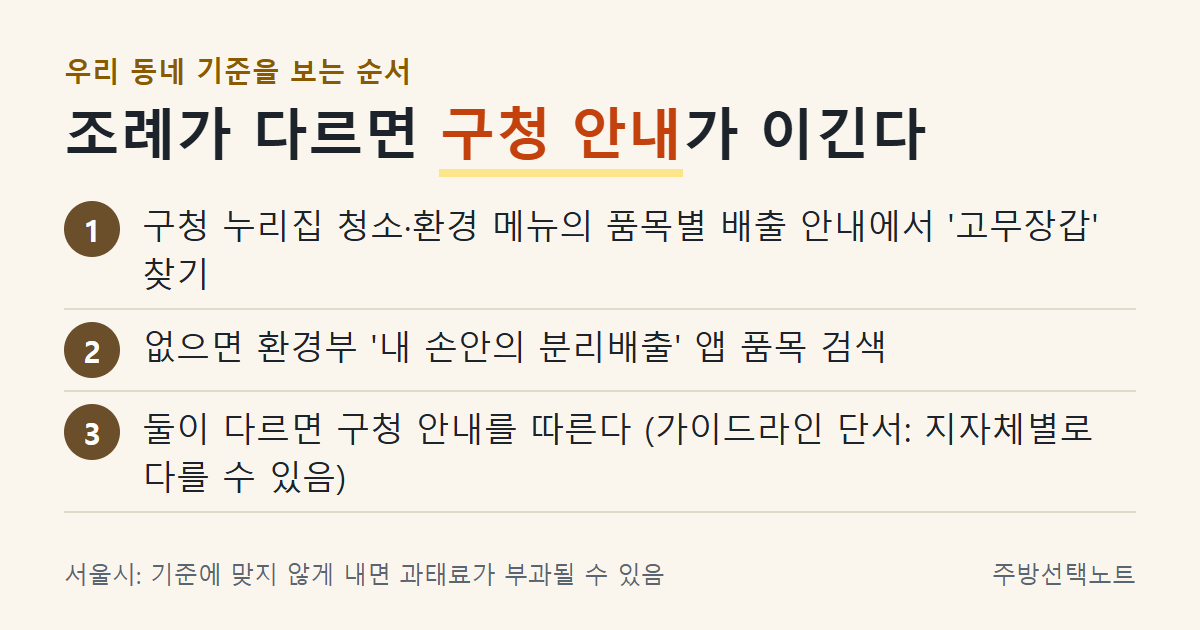 우리 동네 기준을 보는 순서
조례가 다르면 구청 안내가 이긴다
1 구청 누리집 청소·환경 메뉴의 품목별 배출 안내에서 '고무장갑'
찾기
2 없으면 환경부 '내 손안의 분리배출' 앱 품목 검색
3 둘이 다르면 구청 안내를 따른다 (가이드라인 단서: 지자체별로
다를 수 있음)
서울시: 기준에 맞지 않게 내면 과태료가 부과될 수 있음
주방선택노트